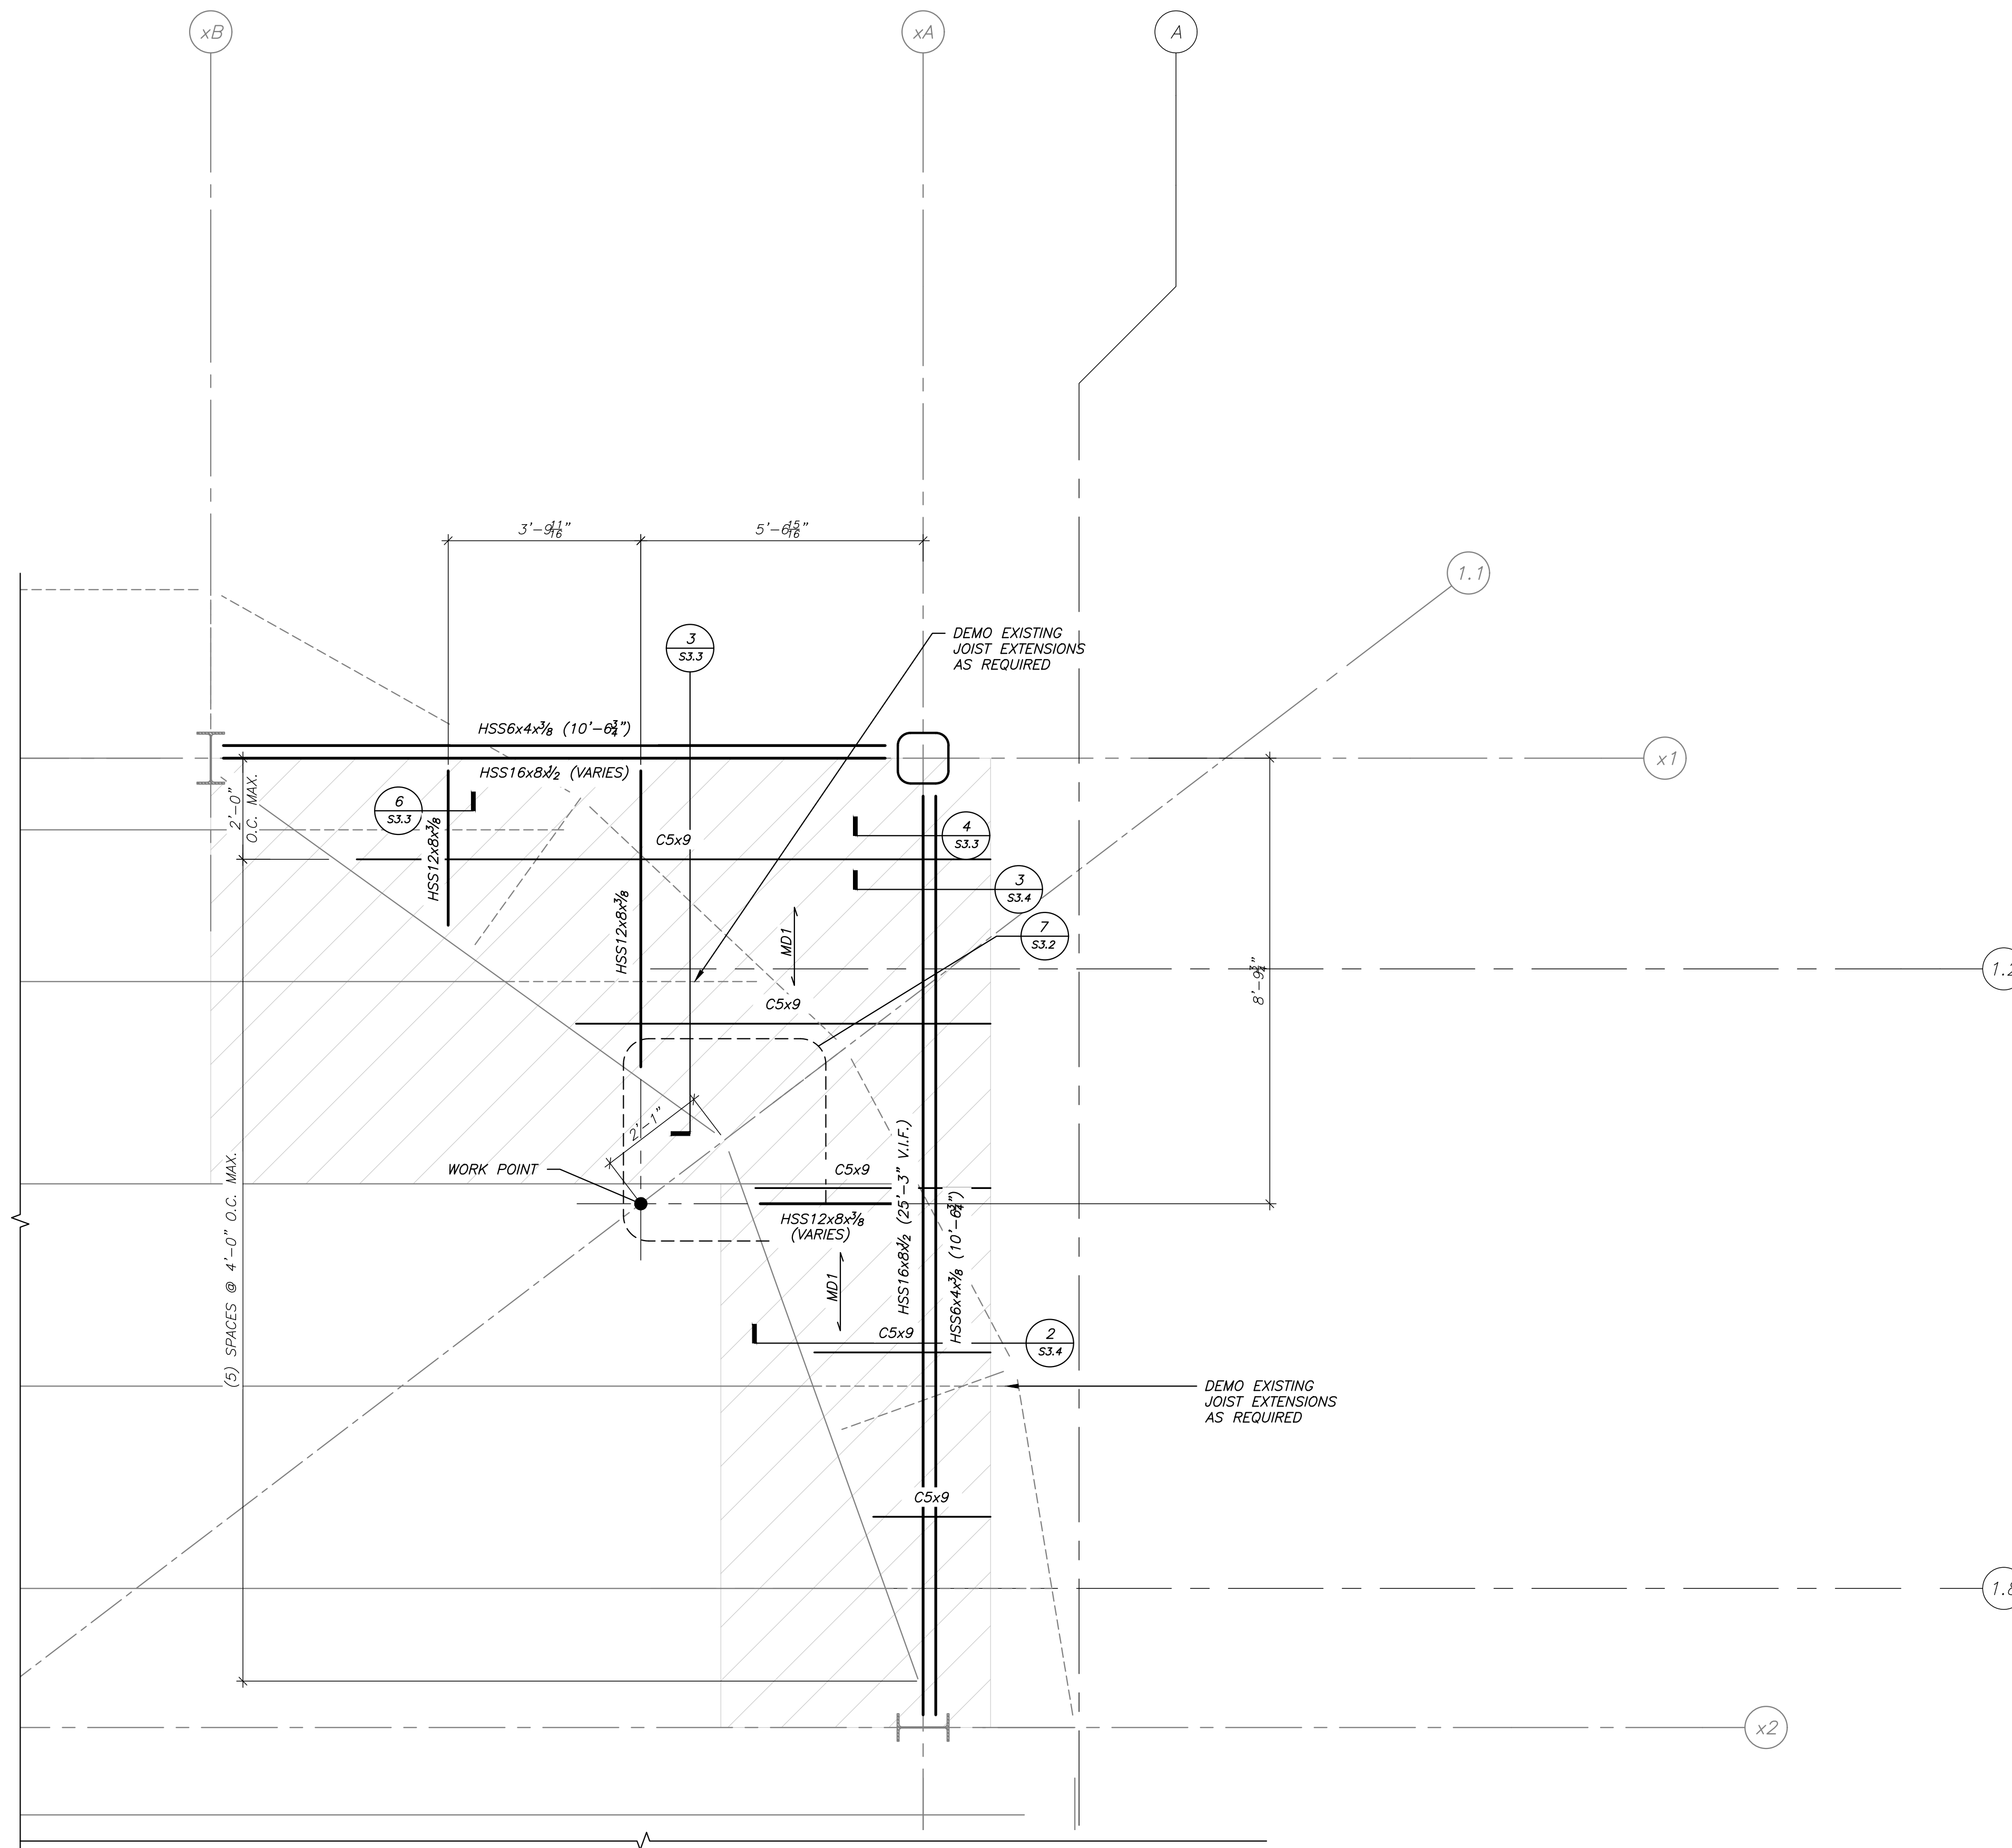 xB
xA
A
3'-9 11/16"
5'-6 15/16"
1.1
3
S3.3
DEMO EXISTING
JOIST EXTENSIONS
AS REQUIRED
HSS6x4x3/8 (10'-6 3/4")
x1
HSS16x8x1/2 (VARIES)
2'-0"
O.C. MAX.
6
S3.3
HSS12x8x3/8
C5x9
4
S3.3
3
S3.4
HSS12x8x3/8
MD1
7
S3.2
1.2
8'-9 3/4"
C5x9
2'-1"
WORK POINT
C5x9
HSS12x8x3/8
(VARIES)
HSS16x8x1/2 (25'-3" V.I.F.)
HSS6x4x3/8 (10'-6 3/4")
(5) SPACES @ 4'-0" O.C. MAX.
MD1
C5x9
2
S3.4
DEMO EXISTING
JOIST EXTENSIONS
AS REQUIRED
C5x9
1.8
x2